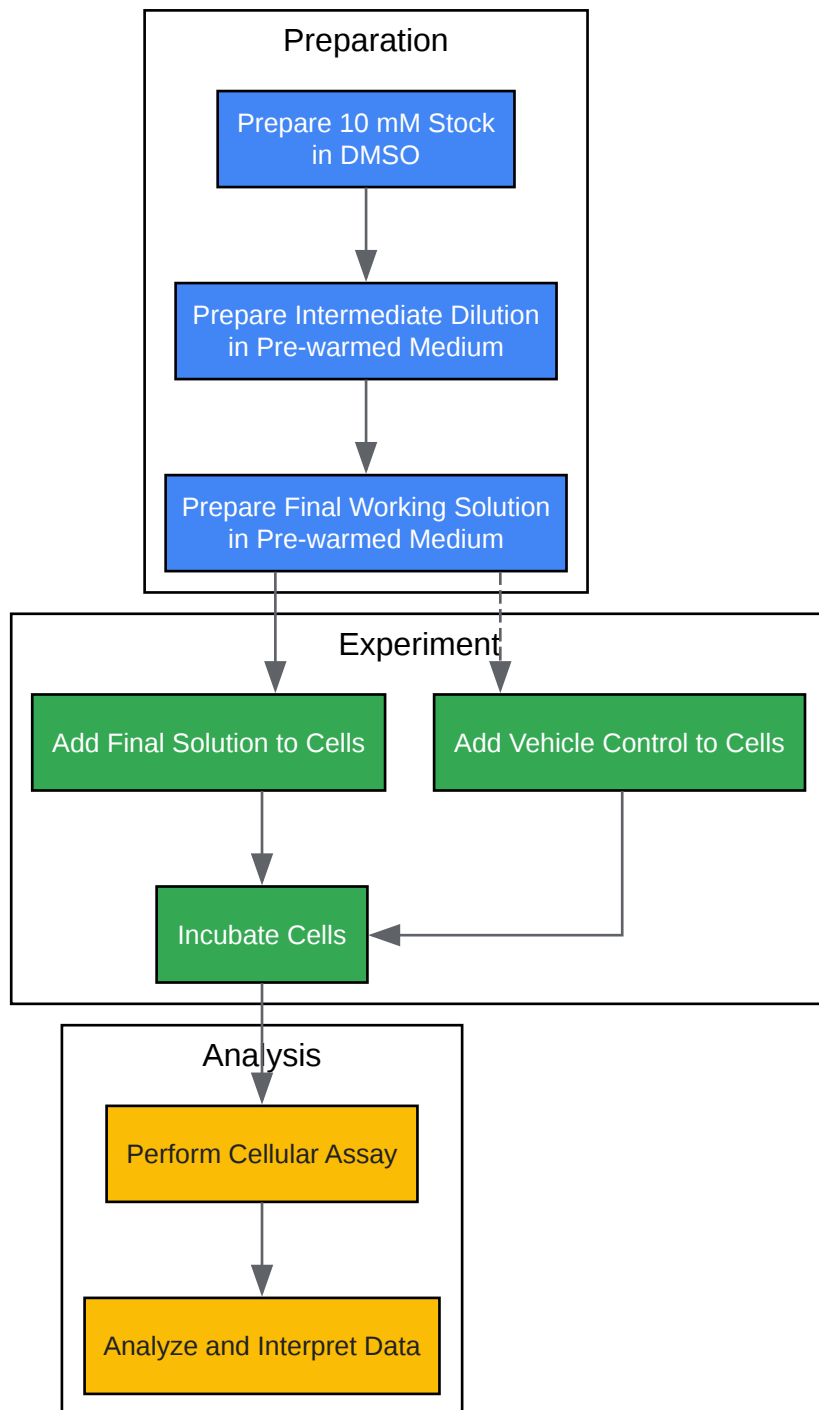 Preparation
Prepare 10 mM Stock
in DMSO
Prepare Intermediate Dilution
in Pre-warmed Medium
Prepare Final Working Solution
in Pre-warmed Medium
Experiment
Add Final Solution to Cells
Add Vehicle Control to Cells
Incubate Cells
Analysis
Perform Cellular Assay
Analyze and Interpret Data